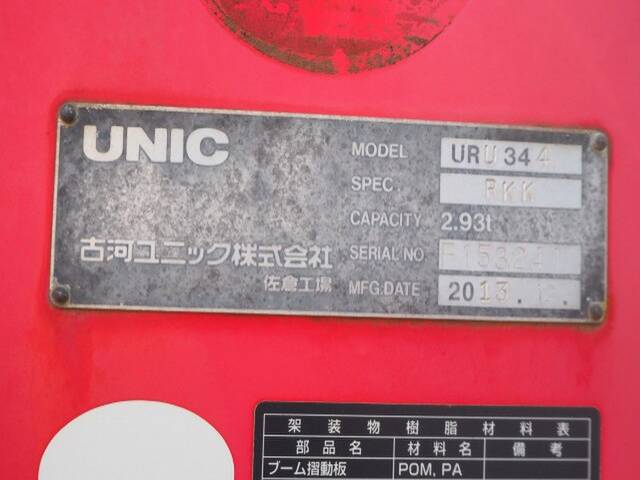 UNIC
MODEL URU344
SPEC. RKK
CAPACITY 2.93t
古河ユニック株式会社
SERIAL NO
佐倉工場
MFG.DATE 2013.12.
架装物樹脂材料表
部品名 材料名 備考
ブーム摺動板 POM, PA